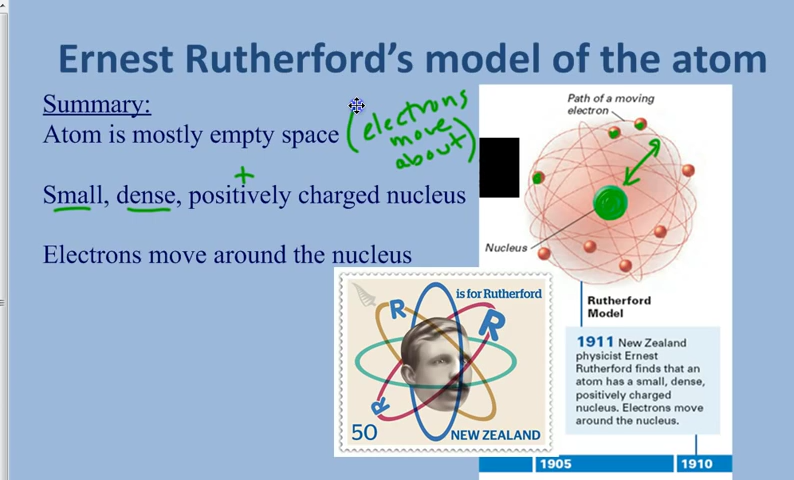 Ernest Rutherford's model of the atom
Summary:
Atom is mostly empty space (electrons
move
about)
+
Small, dense, positively charged nucleus
Electrons move around the nucleus
Path of a moving
electron
Nucleus
Rutherford
Model
1911 New Zealand
physicist Ernest
Rutherford finds that an
atom has a small, dense,
positively charged
nucleus. Electrons move
around the nucleus.
1905
1910
is for Rutherford
R
R
R
50
NEW ZEALAND